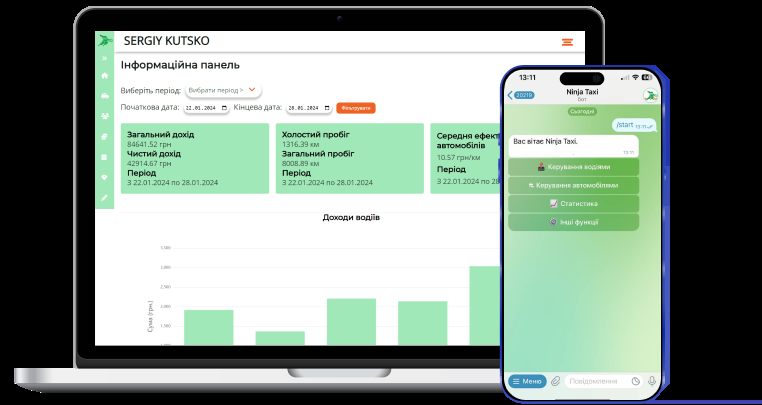 SERGIY KUTSKO
Інформаційна панель
Виберіть період: Вибрати період >
Початкова дата: 22.01.2024 Кінцева дата: 28.01.2024 Фільтрувати
Загальний дохід
84641.52 грн
Чистий дохід
42914.67 грн
Період
З 22.01.2024 по 28.01.2024
Холостий пробіг
1316.39 км
Загальний пробіг
8008.89 км
Період
З 22.01.2024 по 28.01.2024
Середня ефект
автомобілів
10.57 грн/км
Період
З 22.01.2024 по 28
Доходи водіїв
Сума (грн.)
3,500
3,000
2,500
2,000
1,500
1,000
13:11
20219
Ninja Taxi
бот
Сьогодні
/start 13:11
Вас вітає Ninja Taxi.
13:11
Керування водіями
Керування автомобілями
Статистика
Інші функції
Меню
Повідомлення